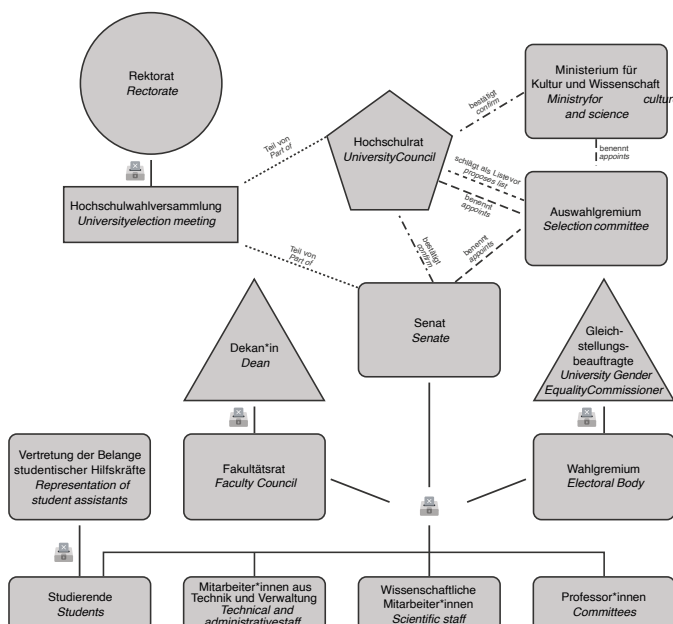 Rektorat
Rectorate
Ministerium für
Kultur und Wissenschaft
Ministryfor cultur
and science
bestätigt
confirm
Teil von
Part of
Hochschulrat
UniversityCouncil
benennt
appoints
schlägt als Listevor
proposes list
benennt
appoints
Hochschulwahlversammlung
Universityelection meeting
Auswahlgremium
Selection committee
Teil von
Part of
bestätigt
confirm
benennt
appoints
Senat
Senate
Dekan*in
Dean
Gleich-
stellungs-
beauftragte
University Gender
EqualityCommissioner
Vertretung der Belange
studentischer Hilfskräfte
Representation of
student assistants
Fakultätsrat
Faculty Council
Wahlgremium
Electoral Body
Studierende
Students
Mitarbeiter*innen aus
Technik und Verwaltung
Technical and
administrativestaff
Wissenschaftliche
Mitarbeiter*innen
Scientific staff
Professor*innen
Committees